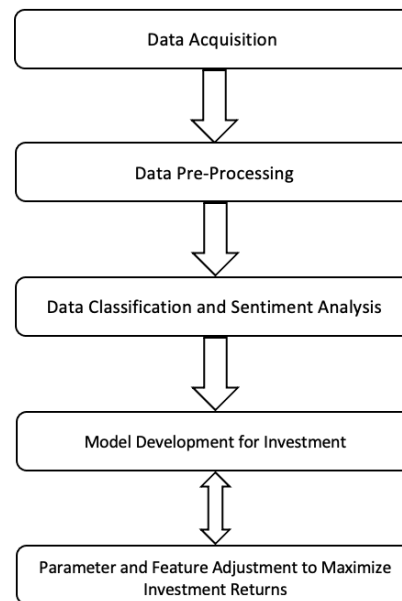 Data Acquisition
Data Pre-Processing
Data Classification and Sentiment Analysis
Model Development for Investment
Parameter and Feature Adjustment to Maximize
Investment Returns